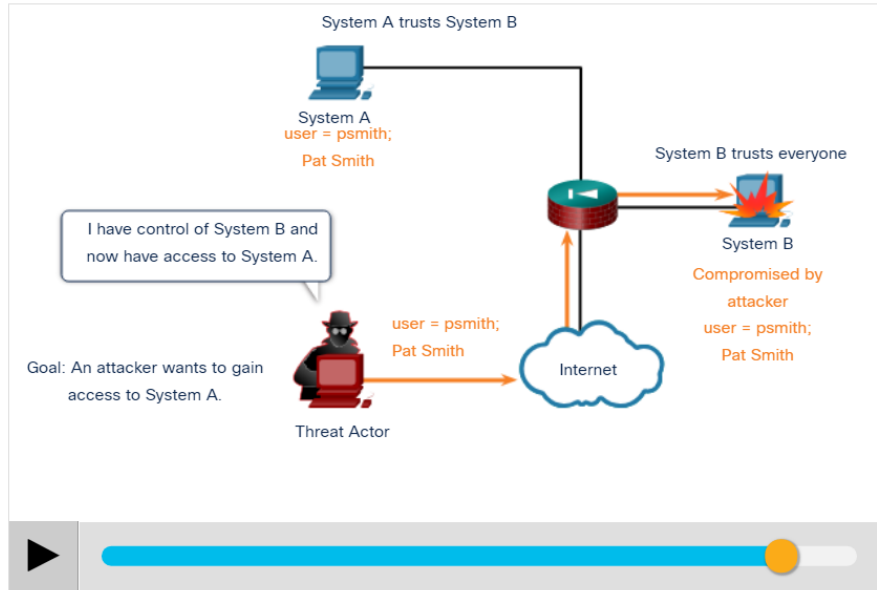 System A trusts System B
System A
user = psmith;
Pat Smith
System B trusts everyone
I have control of System B and
now have access to System A.
System B
Compromised by
attacker
user = psmith;
Pat Smith
user = psmith;
Pat Smith
Goal: An attacker wants to gain
access to System A.
Internet
Threat Actor